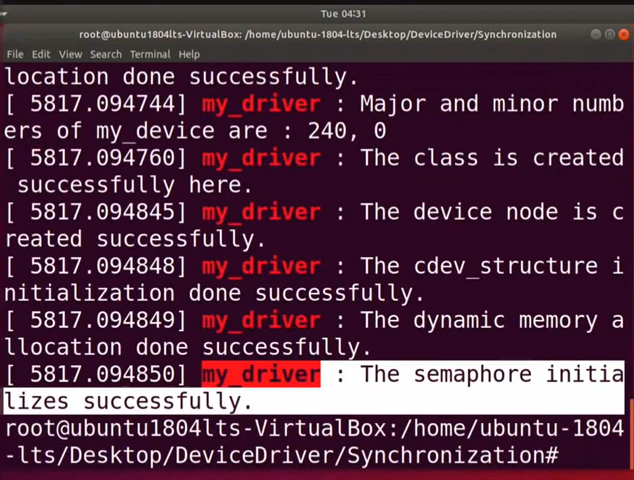 Tue 04:31
root@ubuntu1804lts-VirtualBox: /home/ubuntu-1804-lts/Desktop/DeviceDriver/Synchronization
File Edit View Search Terminal Help
location done successfully.
[ 5817.094744] my_driver : Major and minor numb
ers of my_device are : 240, 0
[ 5817.094760] my_driver : The class is created
 successfully here.
[ 5817.094845] my_driver : The device node is c
reated successfully.
[ 5817.094848] my_driver : The cdev_structure i
nitialization done successfully.
[ 5817.094849] my_driver : The dynamic memory a
llocation done successfully.
[ 5817.094850] my_driver : The semaphore initia
lizes successfully.
root@ubuntu1804lts-VirtualBox:/home/ubuntu-1804
-lts/Desktop/DeviceDriver/Synchronization#